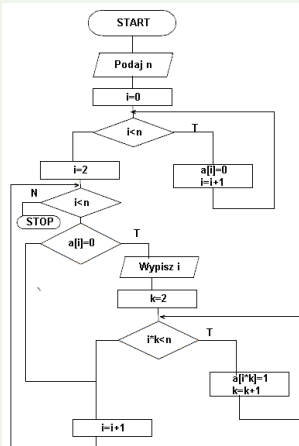 START
Podaj n
i=0
i<n
T
i=2
a[i]=0
i=i+1
N
i<n
STOP
a[i]=0
T
Wypisz i
k=2
i*k<n
T
a[i*k]=1
k=k+1
i=i+1